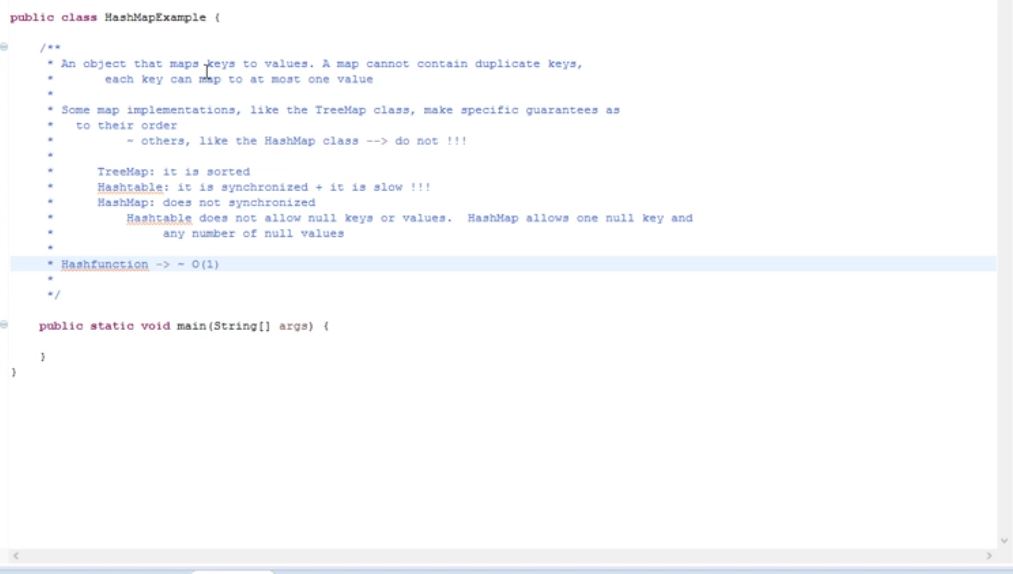 public class HashMapExample {
/**
* An object that maps keys to values. A map cannot contain duplicate keys,
* each key can map to at most one value
*
* Some map implementations, like the TreeMap class, make specific guarantees as
* to their order
* ~ others, like the HashMap class --> do not !!!
*
* TreeMap: it is sorted
* Hashtable: it is synchronized + it is slow !!!
* HashMap: does not synchronized
* Hashtable does not allow null keys or values. HashMap allows one null key and
* any number of null values
*
* Hashfunction -> ~ O(1)
*
*/
public static void main(String[] args) {
}
}